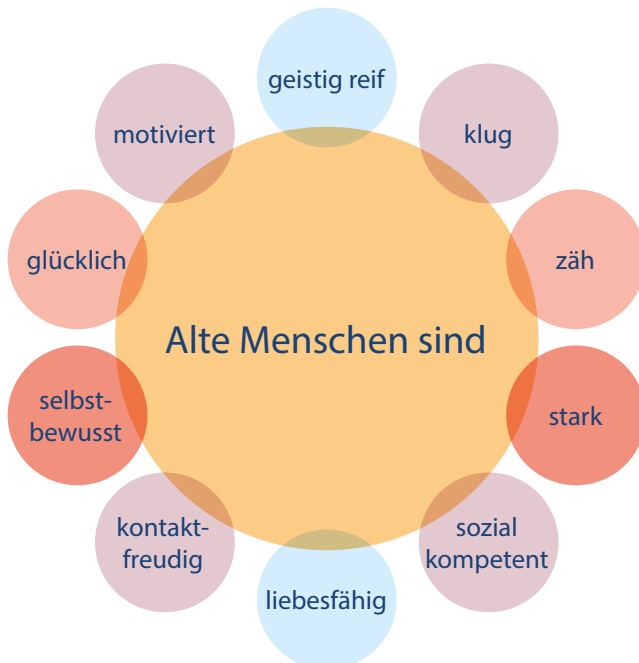 geistig reif
motiviert
klug
glücklich
zäh
Alte Menschen sind
selbst-
bewusst
stark
kontakt-
freudig
sozial
kompetent
liebesfähig